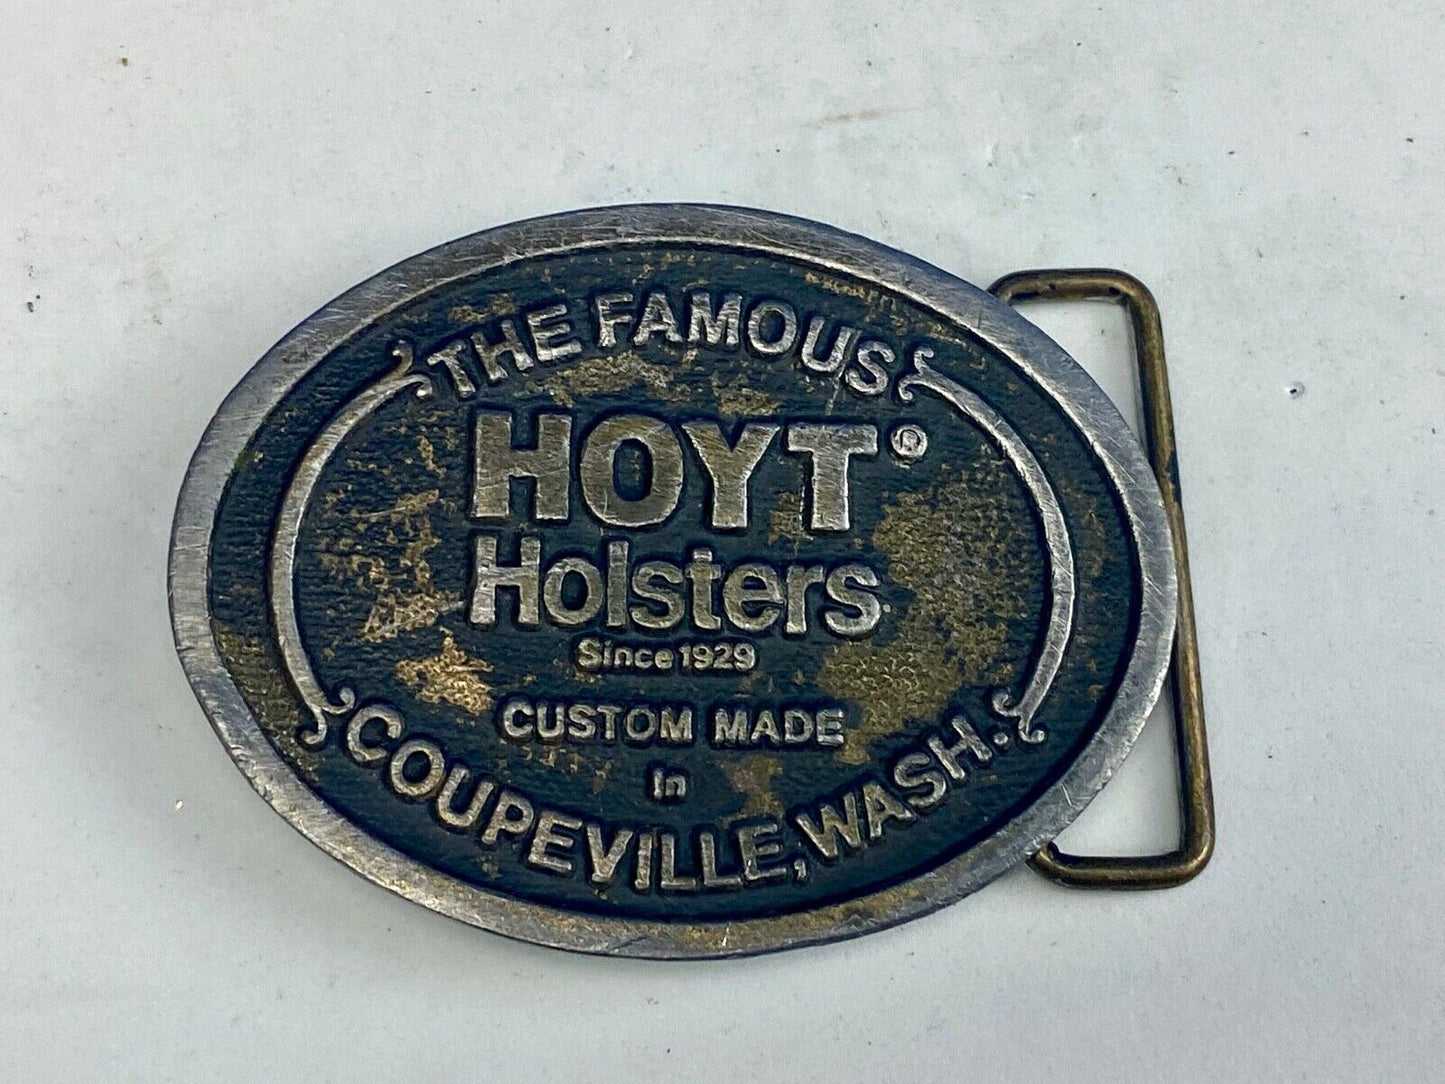 THE FAMOUS
HOYT®
Holsters
Since 1929
CUSTOM MADE
In
COUPEVILLE, WASH.